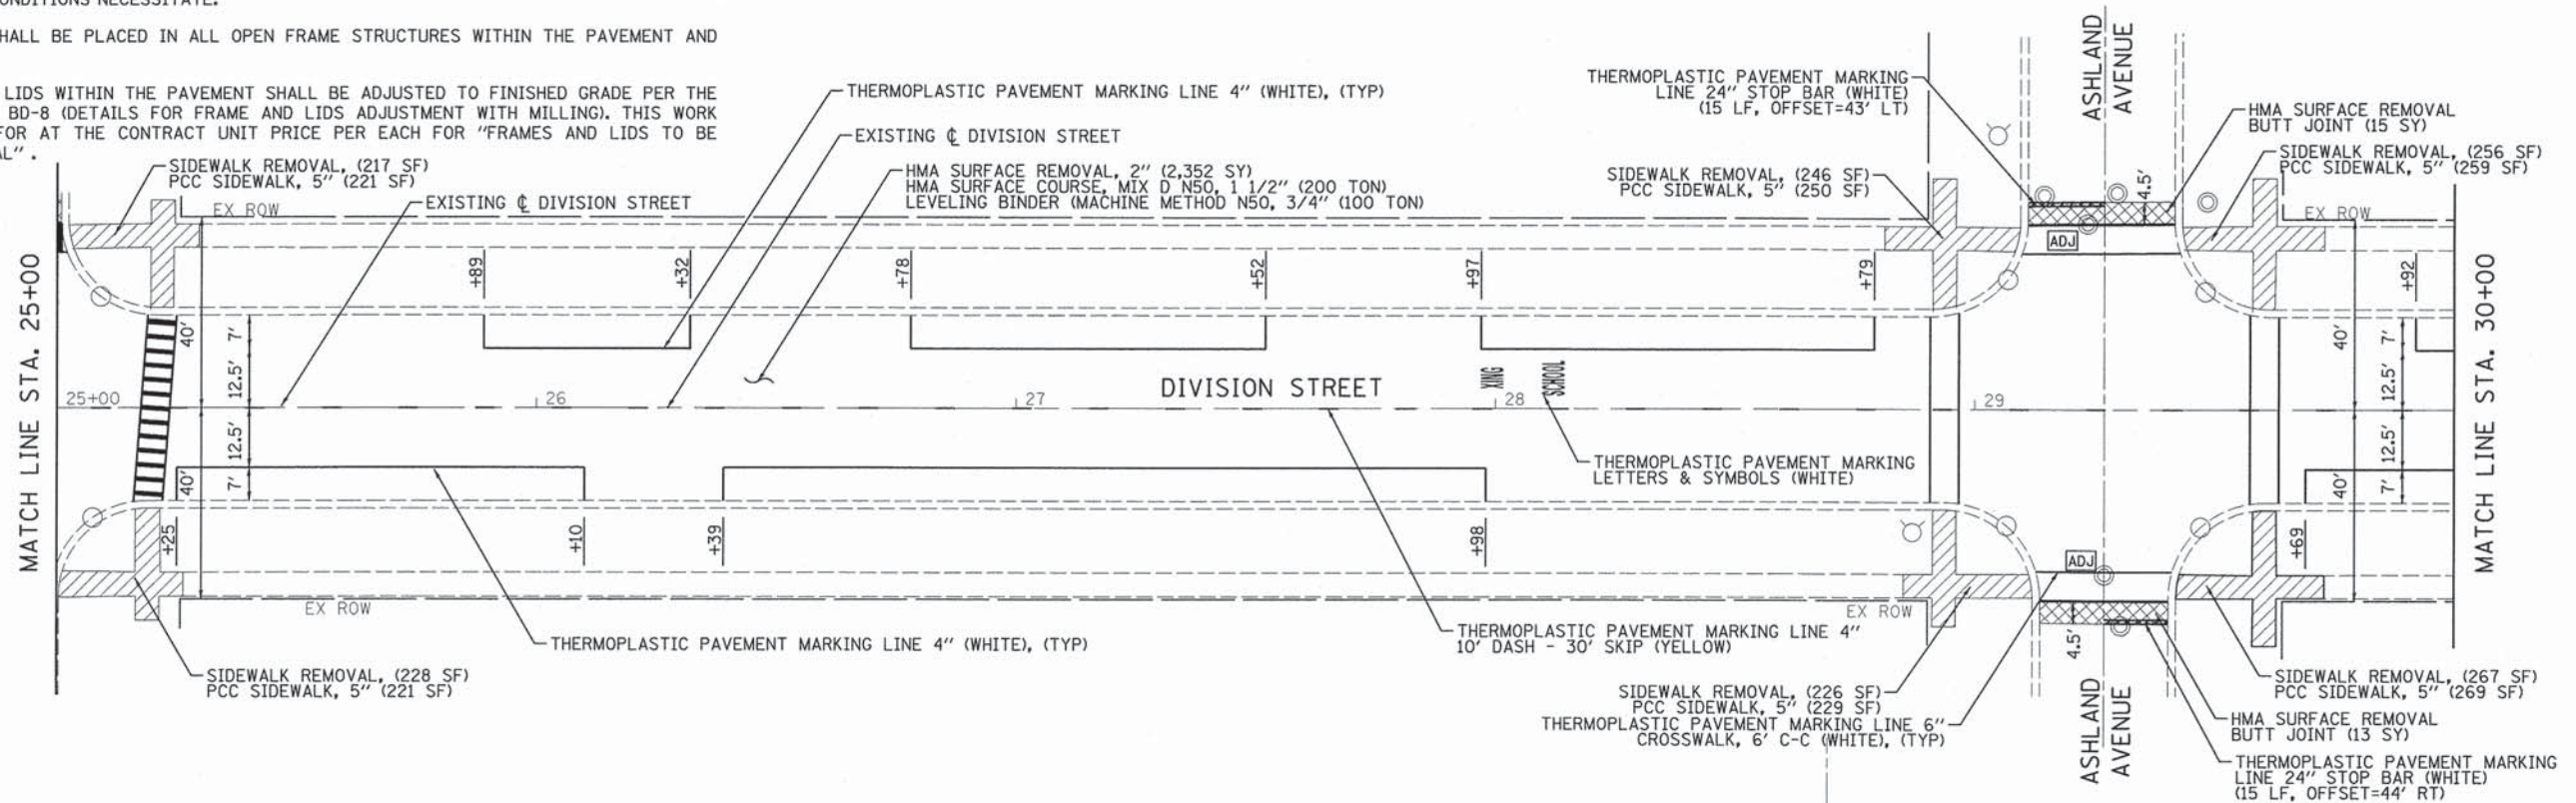 CONDITIONS NECESSITATE.
SHALL BE PLACED IN ALL OPEN FRAME STRUCTURES WITHIN THE PAVEMENT AND
LIDS WITHIN THE PAVEMENT SHALL BE ADJUSTED TO FINISHED GRADE PER THE
BD-8 (DETAILS FOR FRAME AND LIDS ADJUSTMENT WITH MILLING). THIS WORK
FOR AT THE CONTRACT UNIT PRICE PER EACH FOR "FRAMES AND LIDS TO BE
AL".
SIDEWALK REMOVAL, (217 SF)
PCC SIDEWALK, 5" (221 SF)
EX ROW
EXISTING ℄ DIVISION STREET
THERMOPLASTIC PAVEMENT MARKING LINE 4" (WHITE), (TYP)
EXISTING ℄ DIVISION STREET
HMA SURFACE REMOVAL, 2" (2,352 SY)
HMA SURFACE COURSE, MIX D N50, 1 1/2" (200 TON)
LEVELING BINDER (MACHINE METHOD N50, 3/4" (100 TON)
THERMOPLASTIC PAVEMENT MARKING
LINE 24" STOP BAR (WHITE)
(15 LF, OFFSET=43' LT)
SIDEWALK REMOVAL, (246 SF)
PCC SIDEWALK, 5" (250 SF)
ASHLAND
AVENUE
HMA SURFACE REMOVAL
BUTT JOINT (15 SY)
SIDEWALK REMOVAL, (256 SF)
PCC SIDEWALK, 5" (259 SF)
EX ROW
4.5'
ADJ
MATCH LINE STA. 25+00
+89
+32
+78
+52
+97
+79
+92
40'
7'
12.5'
12.5'
7'
40'
25+00
26
27
28
29
DIVISION STREET
XING
SCHOOL
40'
7'
12.5'
12.5'
7'
40'
MATCH LINE STA. 30+00
THERMOPLASTIC PAVEMENT MARKING
LETTERS & SYMBOLS (WHITE)
+25
+10
+39
+98
+69
ADJ
4.5'
EX ROW
EX ROW
THERMOPLASTIC PAVEMENT MARKING LINE 4" (WHITE), (TYP)
THERMOPLASTIC PAVEMENT MARKING LINE 4"
10' DASH - 30' SKIP (YELLOW)
SIDEWALK REMOVAL, (228 SF)
PCC SIDEWALK, 5" (221 SF)
SIDEWALK REMOVAL, (226 SF)
PCC SIDEWALK, 5" (229 SF)
THERMOPLASTIC PAVEMENT MARKING LINE 6"
CROSSWALK, 6' C-C (WHITE), (TYP)
ASHLAND
AVENUE
SIDEWALK REMOVAL, (267 SF)
PCC SIDEWALK, 5" (269 SF)
HMA SURFACE REMOVAL
BUTT JOINT (13 SY)
THERMOPLASTIC PAVEMENT MARKING
LINE 24" STOP BAR (WHITE)
(15 LF, OFFSET=44' RT)